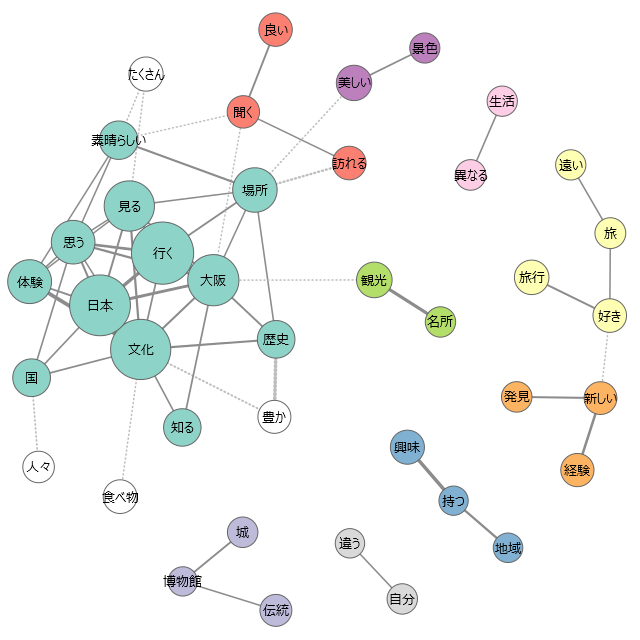 良い
景色
たくさん
美しい
生活
聞く
素晴らしい
訪れる
遠い
異なる
場所
見る
旅
思う
行く
体験
大阪
観光
旅行
日本
好き
名所
歴史
文化
国
発見
新しい
豊か
知る
興味
人々
経験
食べ物
持つ
城
違う
地域
博物館
自分
伝統